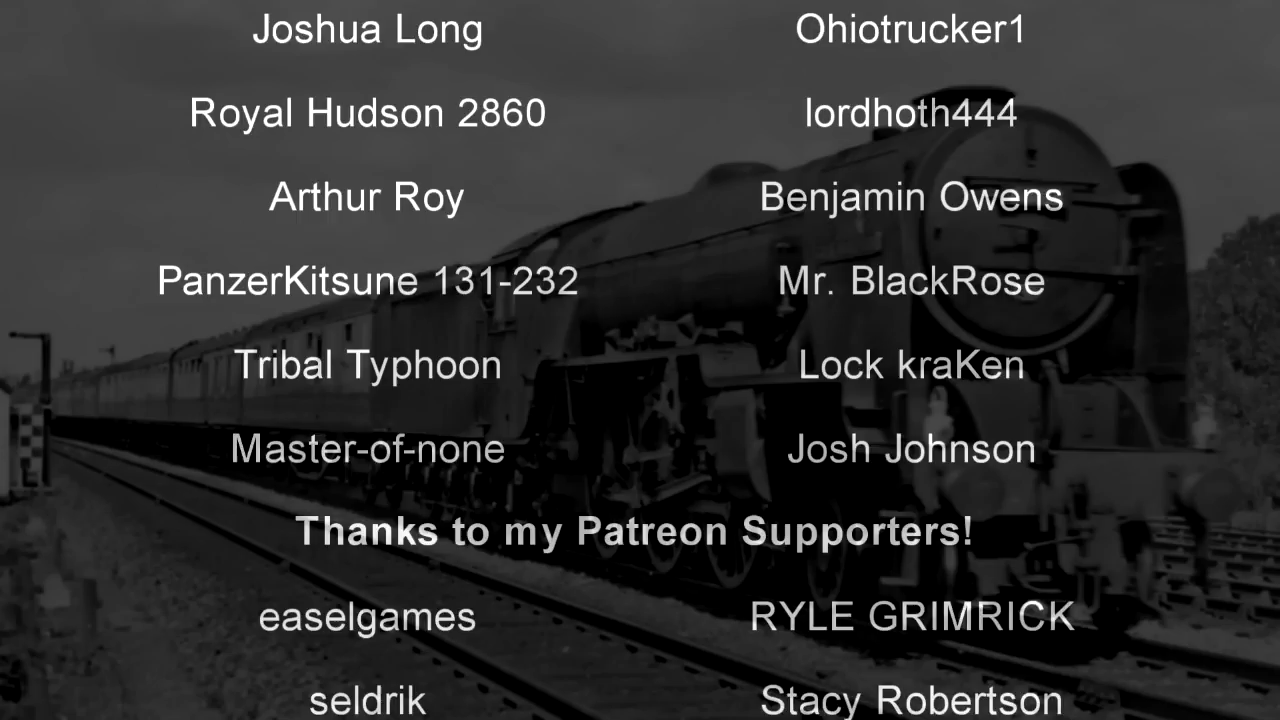 Joshua Long Ohiotrucker1
Royal Hudson 2860 lordhoth444
Arthur Roy Benjamin Owens
PanzerKitsune 131-232 Mr. BlackRose
Tribal Typhoon Lock kraKen
Master-of-none Josh Johnson
Thanks to my Patreon Supporters!
easelgames RYLE GRIMRICK
seldrik Stacy Robertson